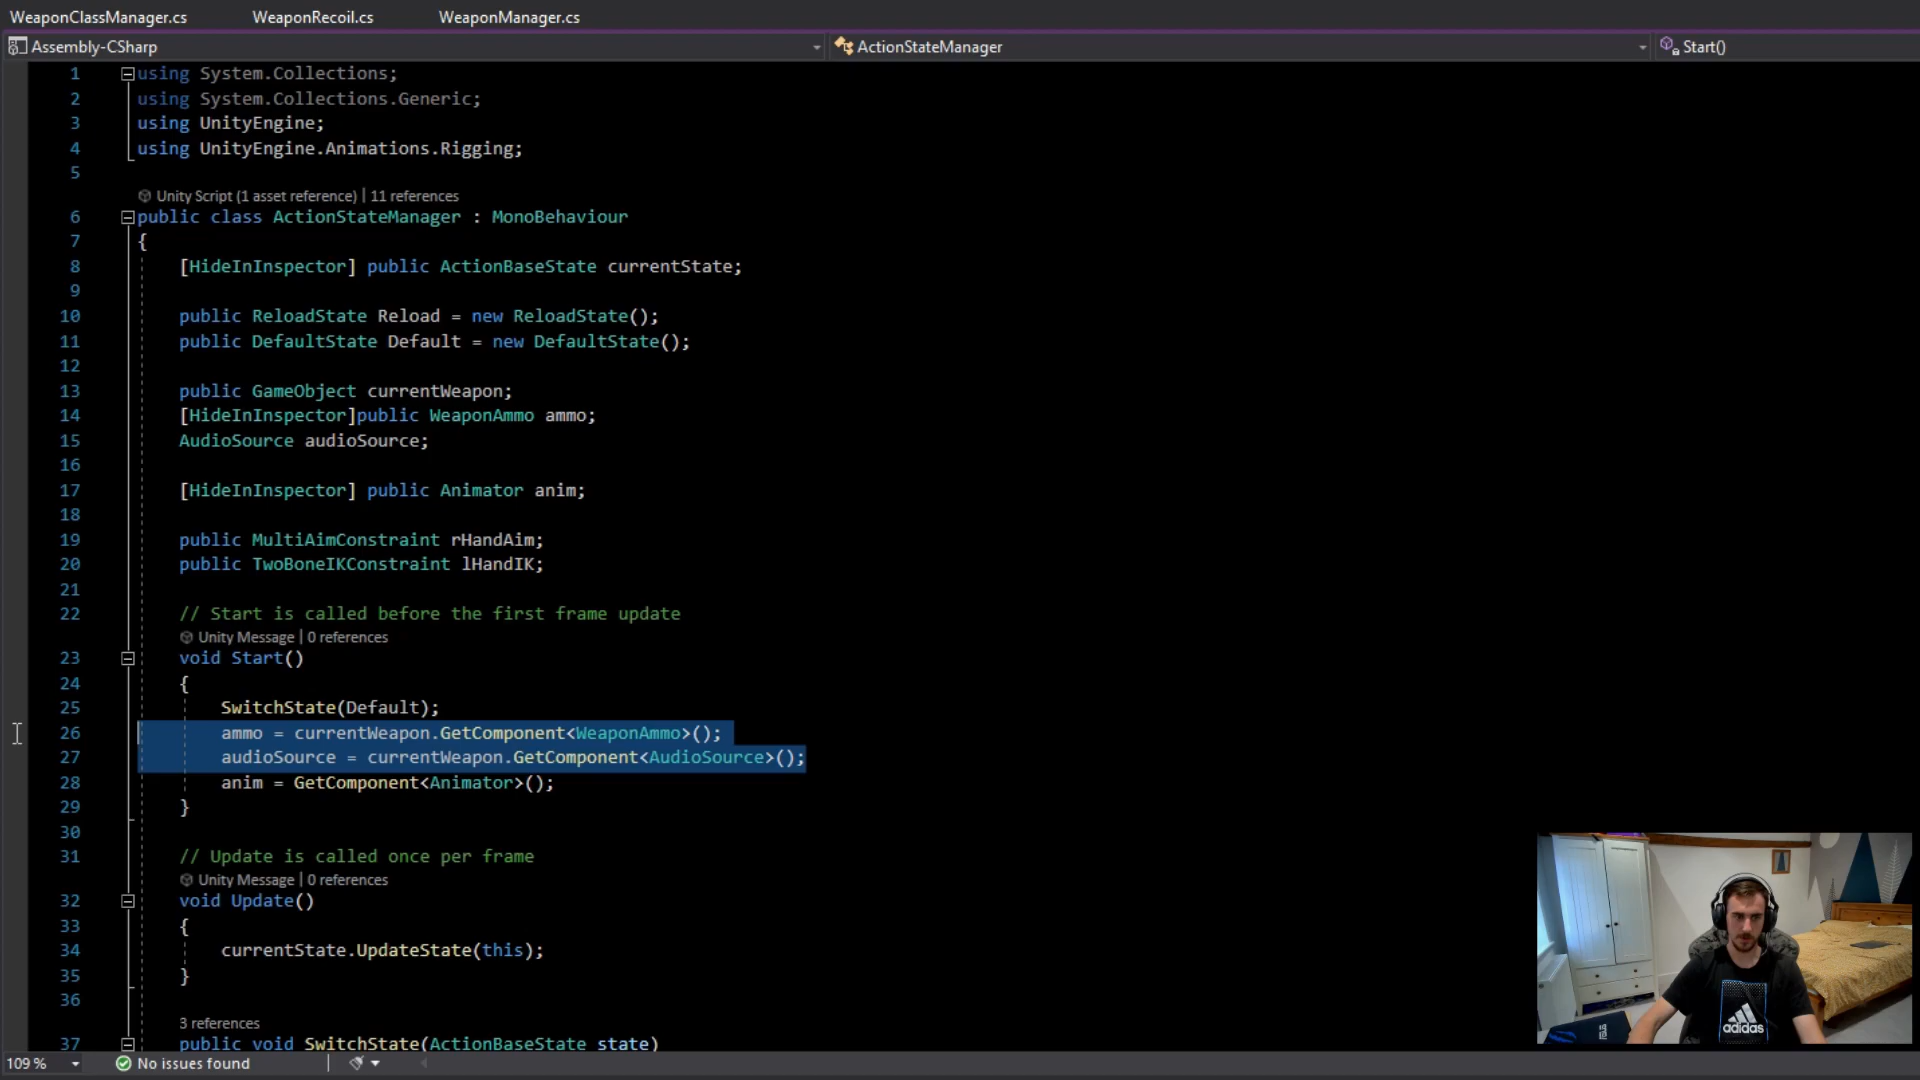 WeaponClassManager.cs WeaponRecoil.cs WeaponManager.cs
Assembly-CSharp ActionStateManager Start()
1 using System.Collections;
2 using System.Collections.Generic;
3 using UnityEngine;
4 using UnityEngine.Animations.Rigging;
5
Unity Script (1 asset reference) | 11 references
6 public class ActionStateManager : MonoBehaviour
7 {
8 [HideInInspector] public ActionBaseState currentState;
9
10 public ReloadState Reload = new ReloadState();
11 public DefaultState Default = new DefaultState();
12
13 public GameObject currentWeapon;
14 [HideInInspector]public WeaponAmmo ammo;
15 AudioSource audioSource;
16
17 [HideInInspector] public Animator anim;
18
19 public MultiAimConstraint rHandAim;
20 public TwoBoneIKConstraint lHandIK;
21
22 // Start is called before the first frame update
Unity Message | 0 references
23 void Start()
24 {
25 SwitchState(Default);
26 ammo = currentWeapon.GetComponent<WeaponAmmo>();
27 audioSource = currentWeapon.GetComponent<AudioSource>();
28 anim = GetComponent<Animator>();
29 }
30
31 // Update is called once per frame
Unity Message | 0 references
32 void Update()
33 {
34 currentState.UpdateState(this);
35 }
36
3 references
37 public void SwitchState(ActionBaseState state)
109 % No issues found
adidas